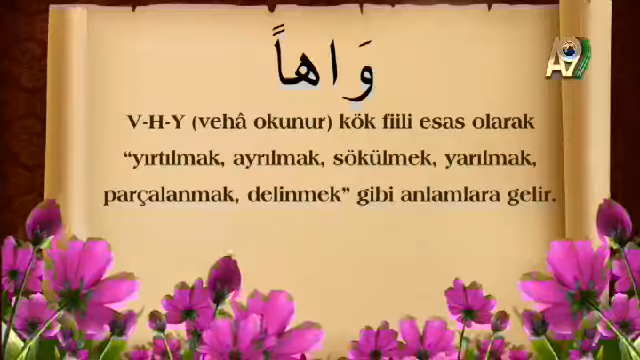 وَاهاً
A9
V-H-Y (vehâ okunur) kök fiili esas olarak
“yırtılmak, ayrılmak, sökülmek, yarılmak,
parçalanmak, delinmek” gibi anlamlara gelir.